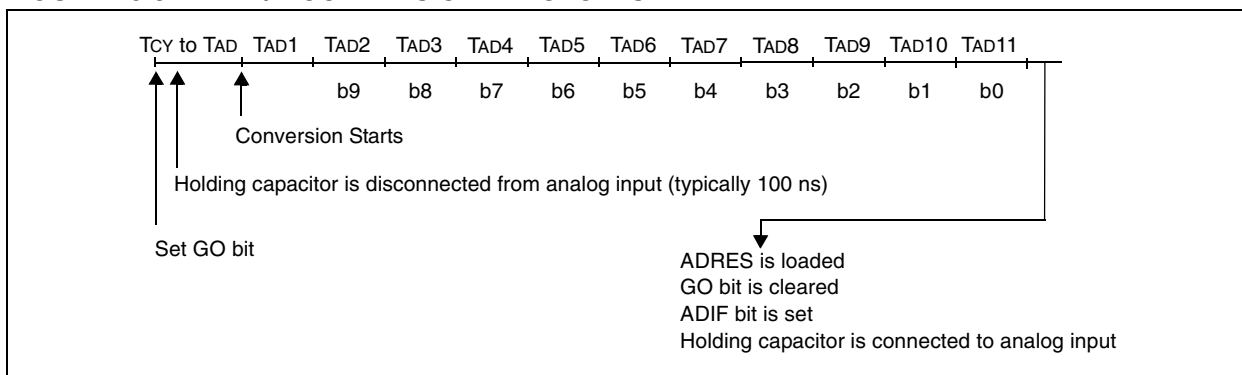 TCY to TAD TAD1 TAD2 TAD3 TAD4 TAD5 TAD6 TAD7 TAD8 TAD9 TAD10 TAD11
b9 b8 b7 b6 b5 b4 b3 b2 b1 b0
Conversion Starts
Holding capacitor is disconnected from analog input (typically 100 ns)
Set GO bit
ADRES is loaded
GO bit is cleared
ADIF bit is set
Holding capacitor is connected to analog input